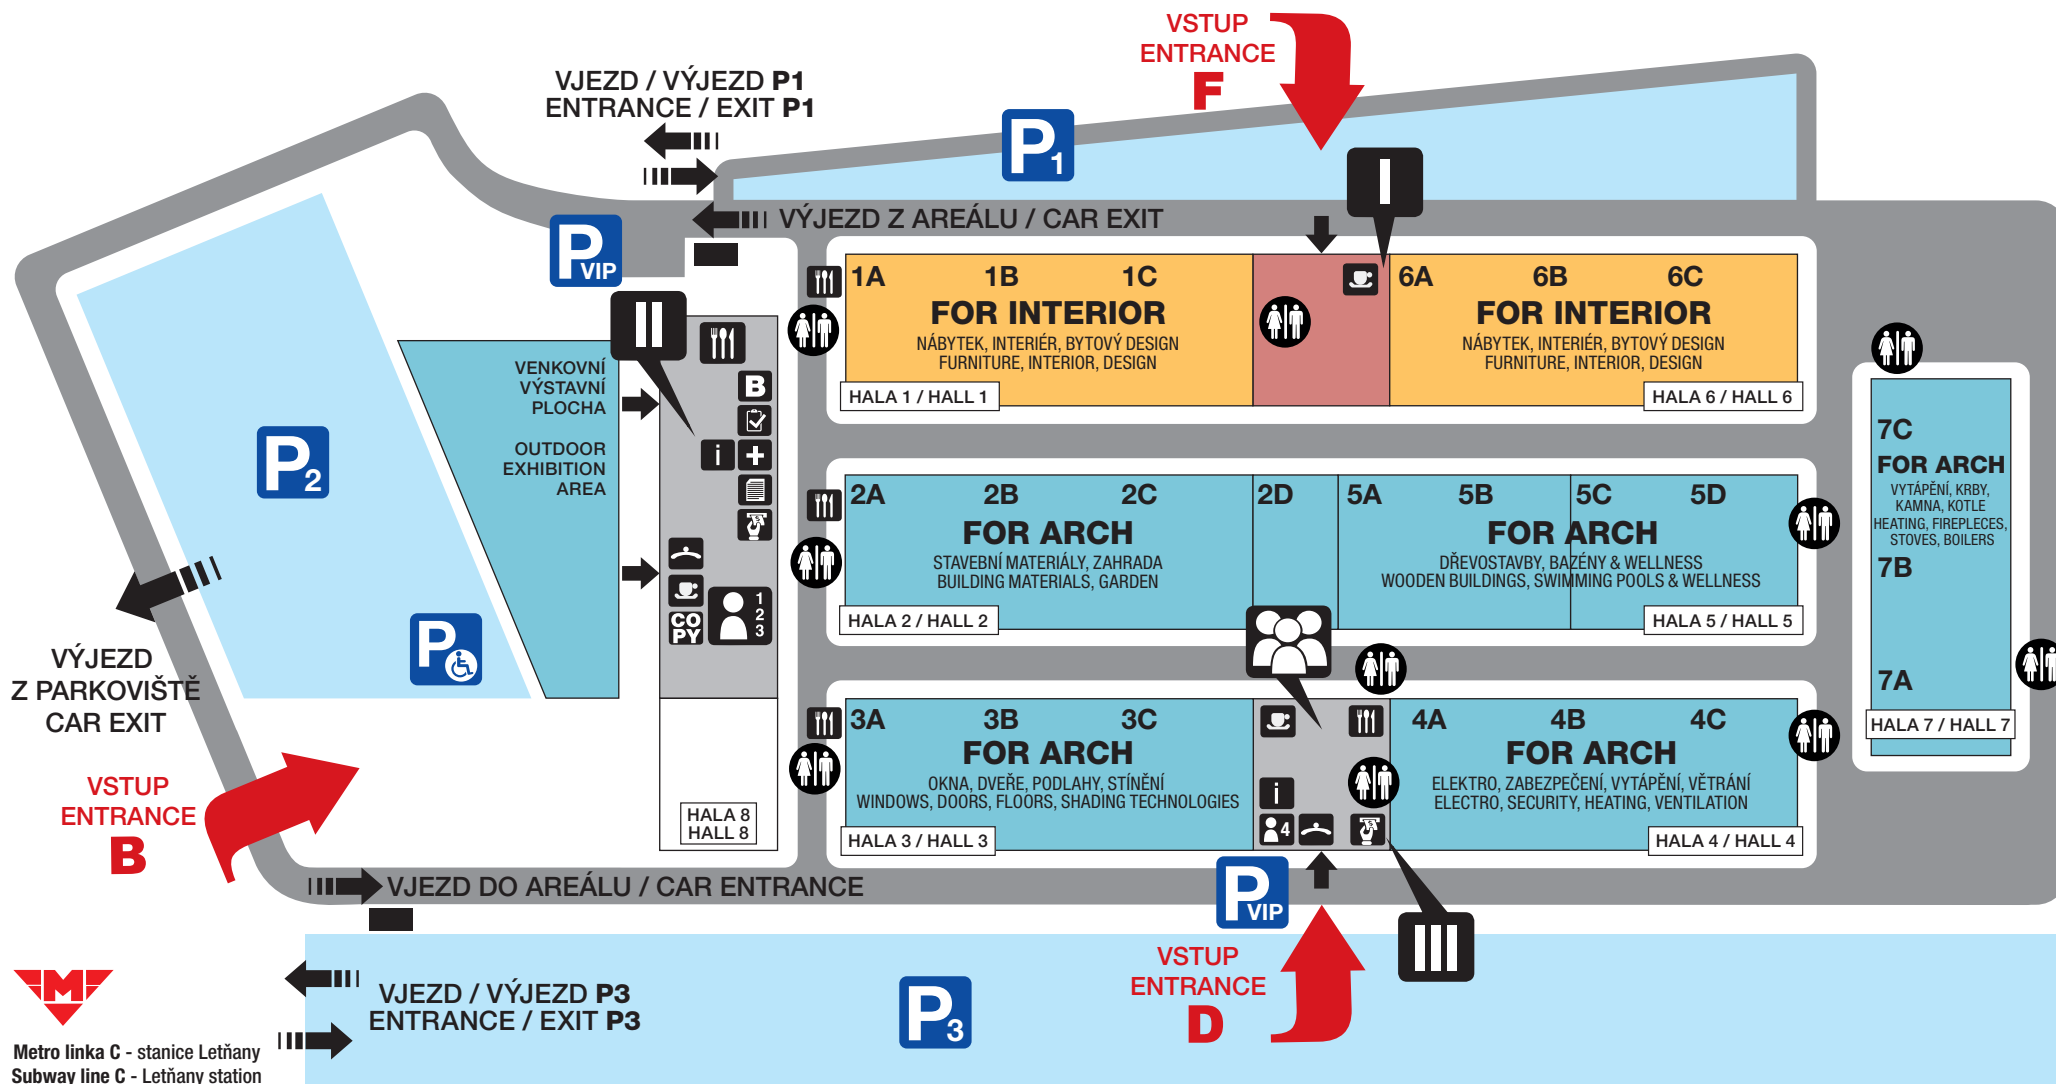 VSTUP
ENTRANCE
F
VJEZD / VÝJEZD P1
ENTRANCE / EXIT P1
P1
I
VÝJEZD Z AREÁLU / CAR EXIT
P VIP
II
1A 1B 1C
FOR INTERIOR
NÁBYTEK, INTERIÉR, BYTOVÝ DESIGN
FURNITURE, INTERIOR, DESIGN
HALA 1 / HALL 1
6A 6B 6C
FOR INTERIOR
NÁBYTEK, INTERIÉR, BYTOVÝ DESIGN
FURNITURE, INTERIOR, DESIGN
HALA 6 / HALL 6
VENKOVNÍ
VÝSTAVNÍ
PLOCHA
OUTDOOR
EXHIBITION
AREA
B
i
P2
P
COPY
1
2
3
2A 2B 2C 2D
FOR ARCH
STAVEBNÍ MATERIÁLY, ZAHRADA
BUILDING MATERIALS, GARDEN
HALA 2 / HALL 2
5A 5B 5C 5D
FOR ARCH
DŘEVOSTAVBY, BAZÉNY & WELLNESS
WOODEN BUILDINGS, SWIMMING POOLS & WELLNESS
HALA 5 / HALL 5
7C
FOR ARCH
VYTÁPĚNÍ, KRBY,
KAMNA, KOTLE
HEATING, FIREPLECES,
STOVES, BOILERS
7B
7A
HALA 7 / HALL 7
VÝJEZD
Z PARKOVIŠTĚ
CAR EXIT
3A 3B 3C
FOR ARCH
OKNA, DVEŘE, PODLAHY, STÍNĚNÍ
WINDOWS, DOORS, FLOORS, SHADING TECHNOLOGIES
HALA 3 / HALL 3
i
4
4A 4B 4C
FOR ARCH
ELEKTRO, ZABEZPEČENÍ, VYTÁPĚNÍ, VĚTRÁNÍ
ELECTRO, SECURITY, HEATING, VENTILATION
HALA 4 / HALL 4
HALA 8
HALL 8
VSTUP
ENTRANCE
B
VJEZD DO AREÁLU / CAR ENTRANCE
P VIP
III
VSTUP
ENTRANCE
D
VJEZD / VÝJEZD P3
ENTRANCE / EXIT P3
P3
M
Metro linka C - stanice Letňany
Subway line C - Letňany station